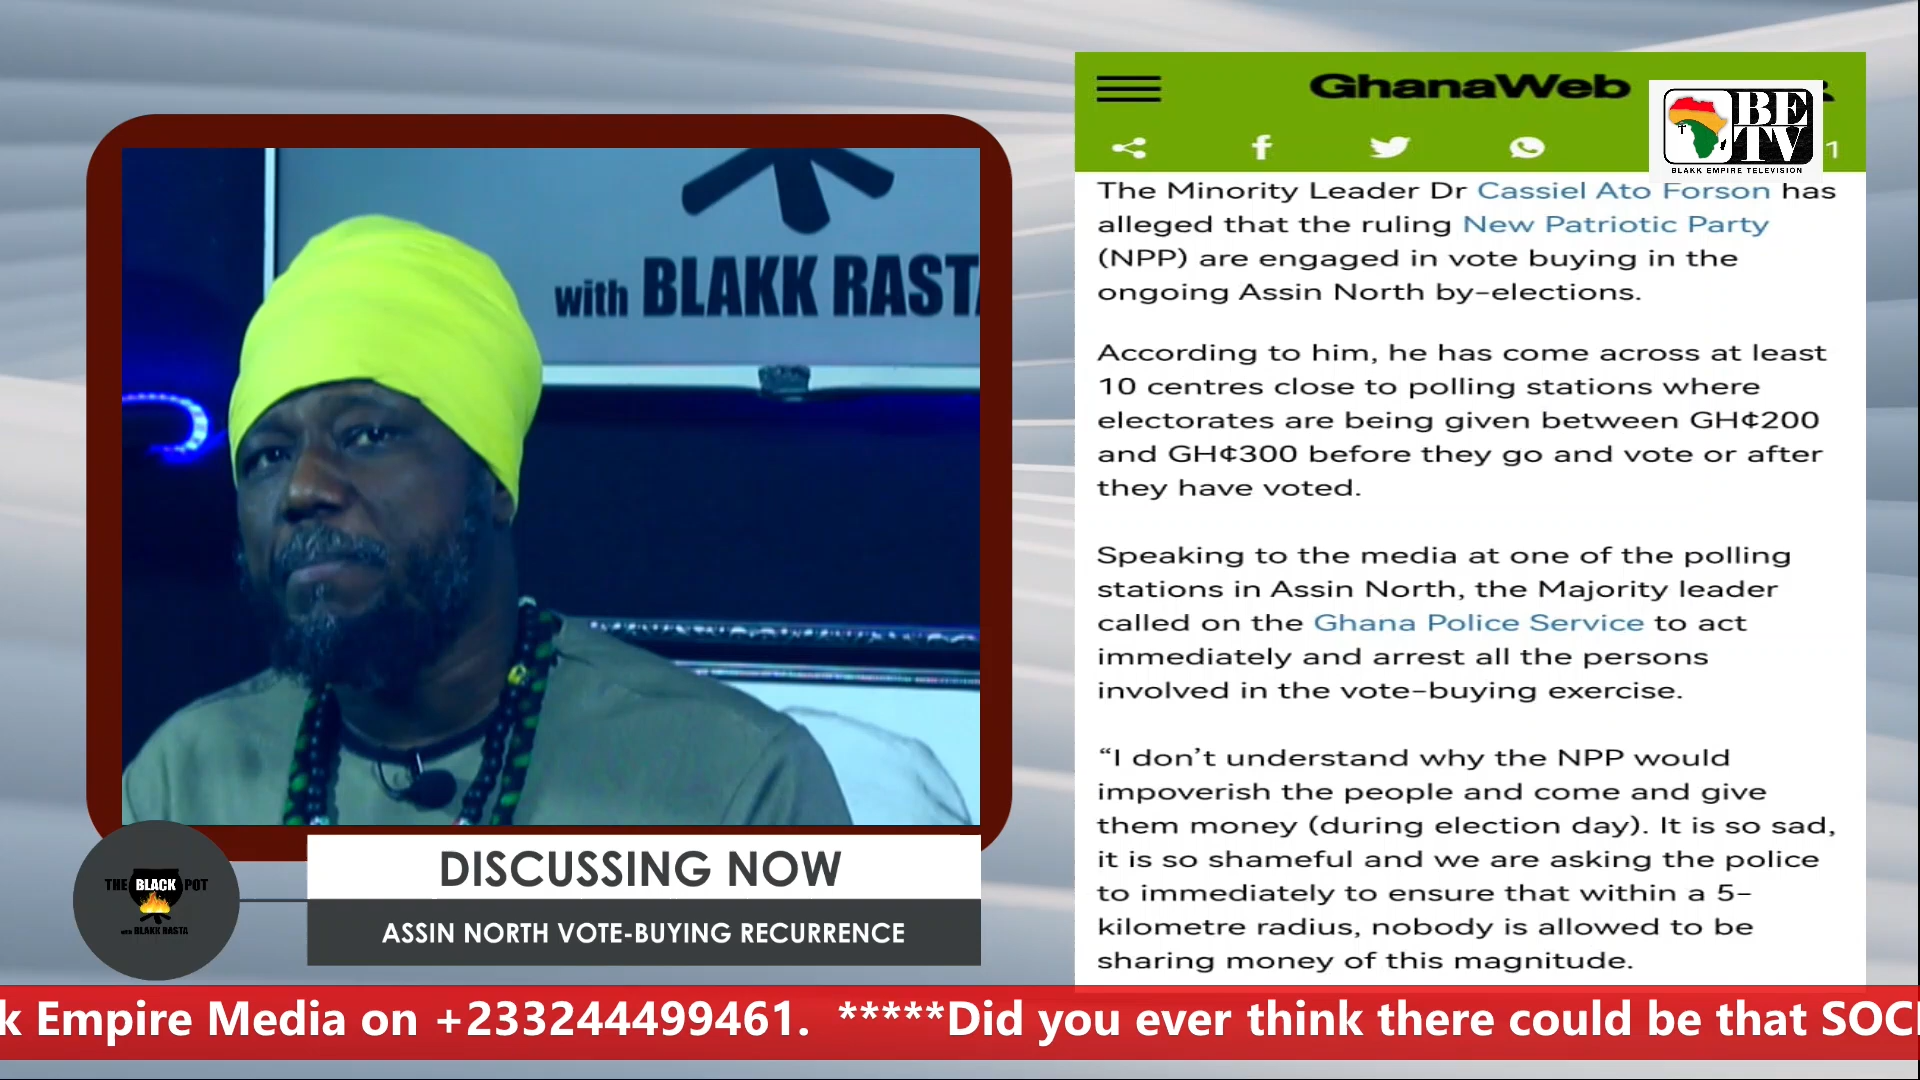 with BLAKK RAST
GhanaWeb
BE
TV
BLAKK EMPIRE TELEVISION
1
The Minority Leader Dr Cassiel Ato Forson has
alleged that the ruling New Patriotic Party
(NPP) are engaged in vote buying in the
ongoing Assin North by-elections.
According to him, he has come across at least
10 centres close to polling stations where
electorates are being given between GH¢200
and GH¢300 before they go and vote or after
they have voted.
Speaking to the media at one of the polling
stations in Assin North, the Majority leader
called on the Ghana Police Service to act
immediately and arrest all the persons
involved in the vote-buying exercise.
“I don’t understand why the NPP would
impoverish the people and come and give
them money (during election day). It is so sad,
it is so shameful and we are asking the police
to immediately to ensure that within a 5-
kilometre radius, nobody is allowed to be
sharing money of this magnitude.
THE BLACK POT
with BLAKK RASTA
DISCUSSING NOW
ASSIN NORTH VOTE-BUYING RECURRENCE
k Empire Media on +233244499461. *****Did you ever think there could be that SOCI